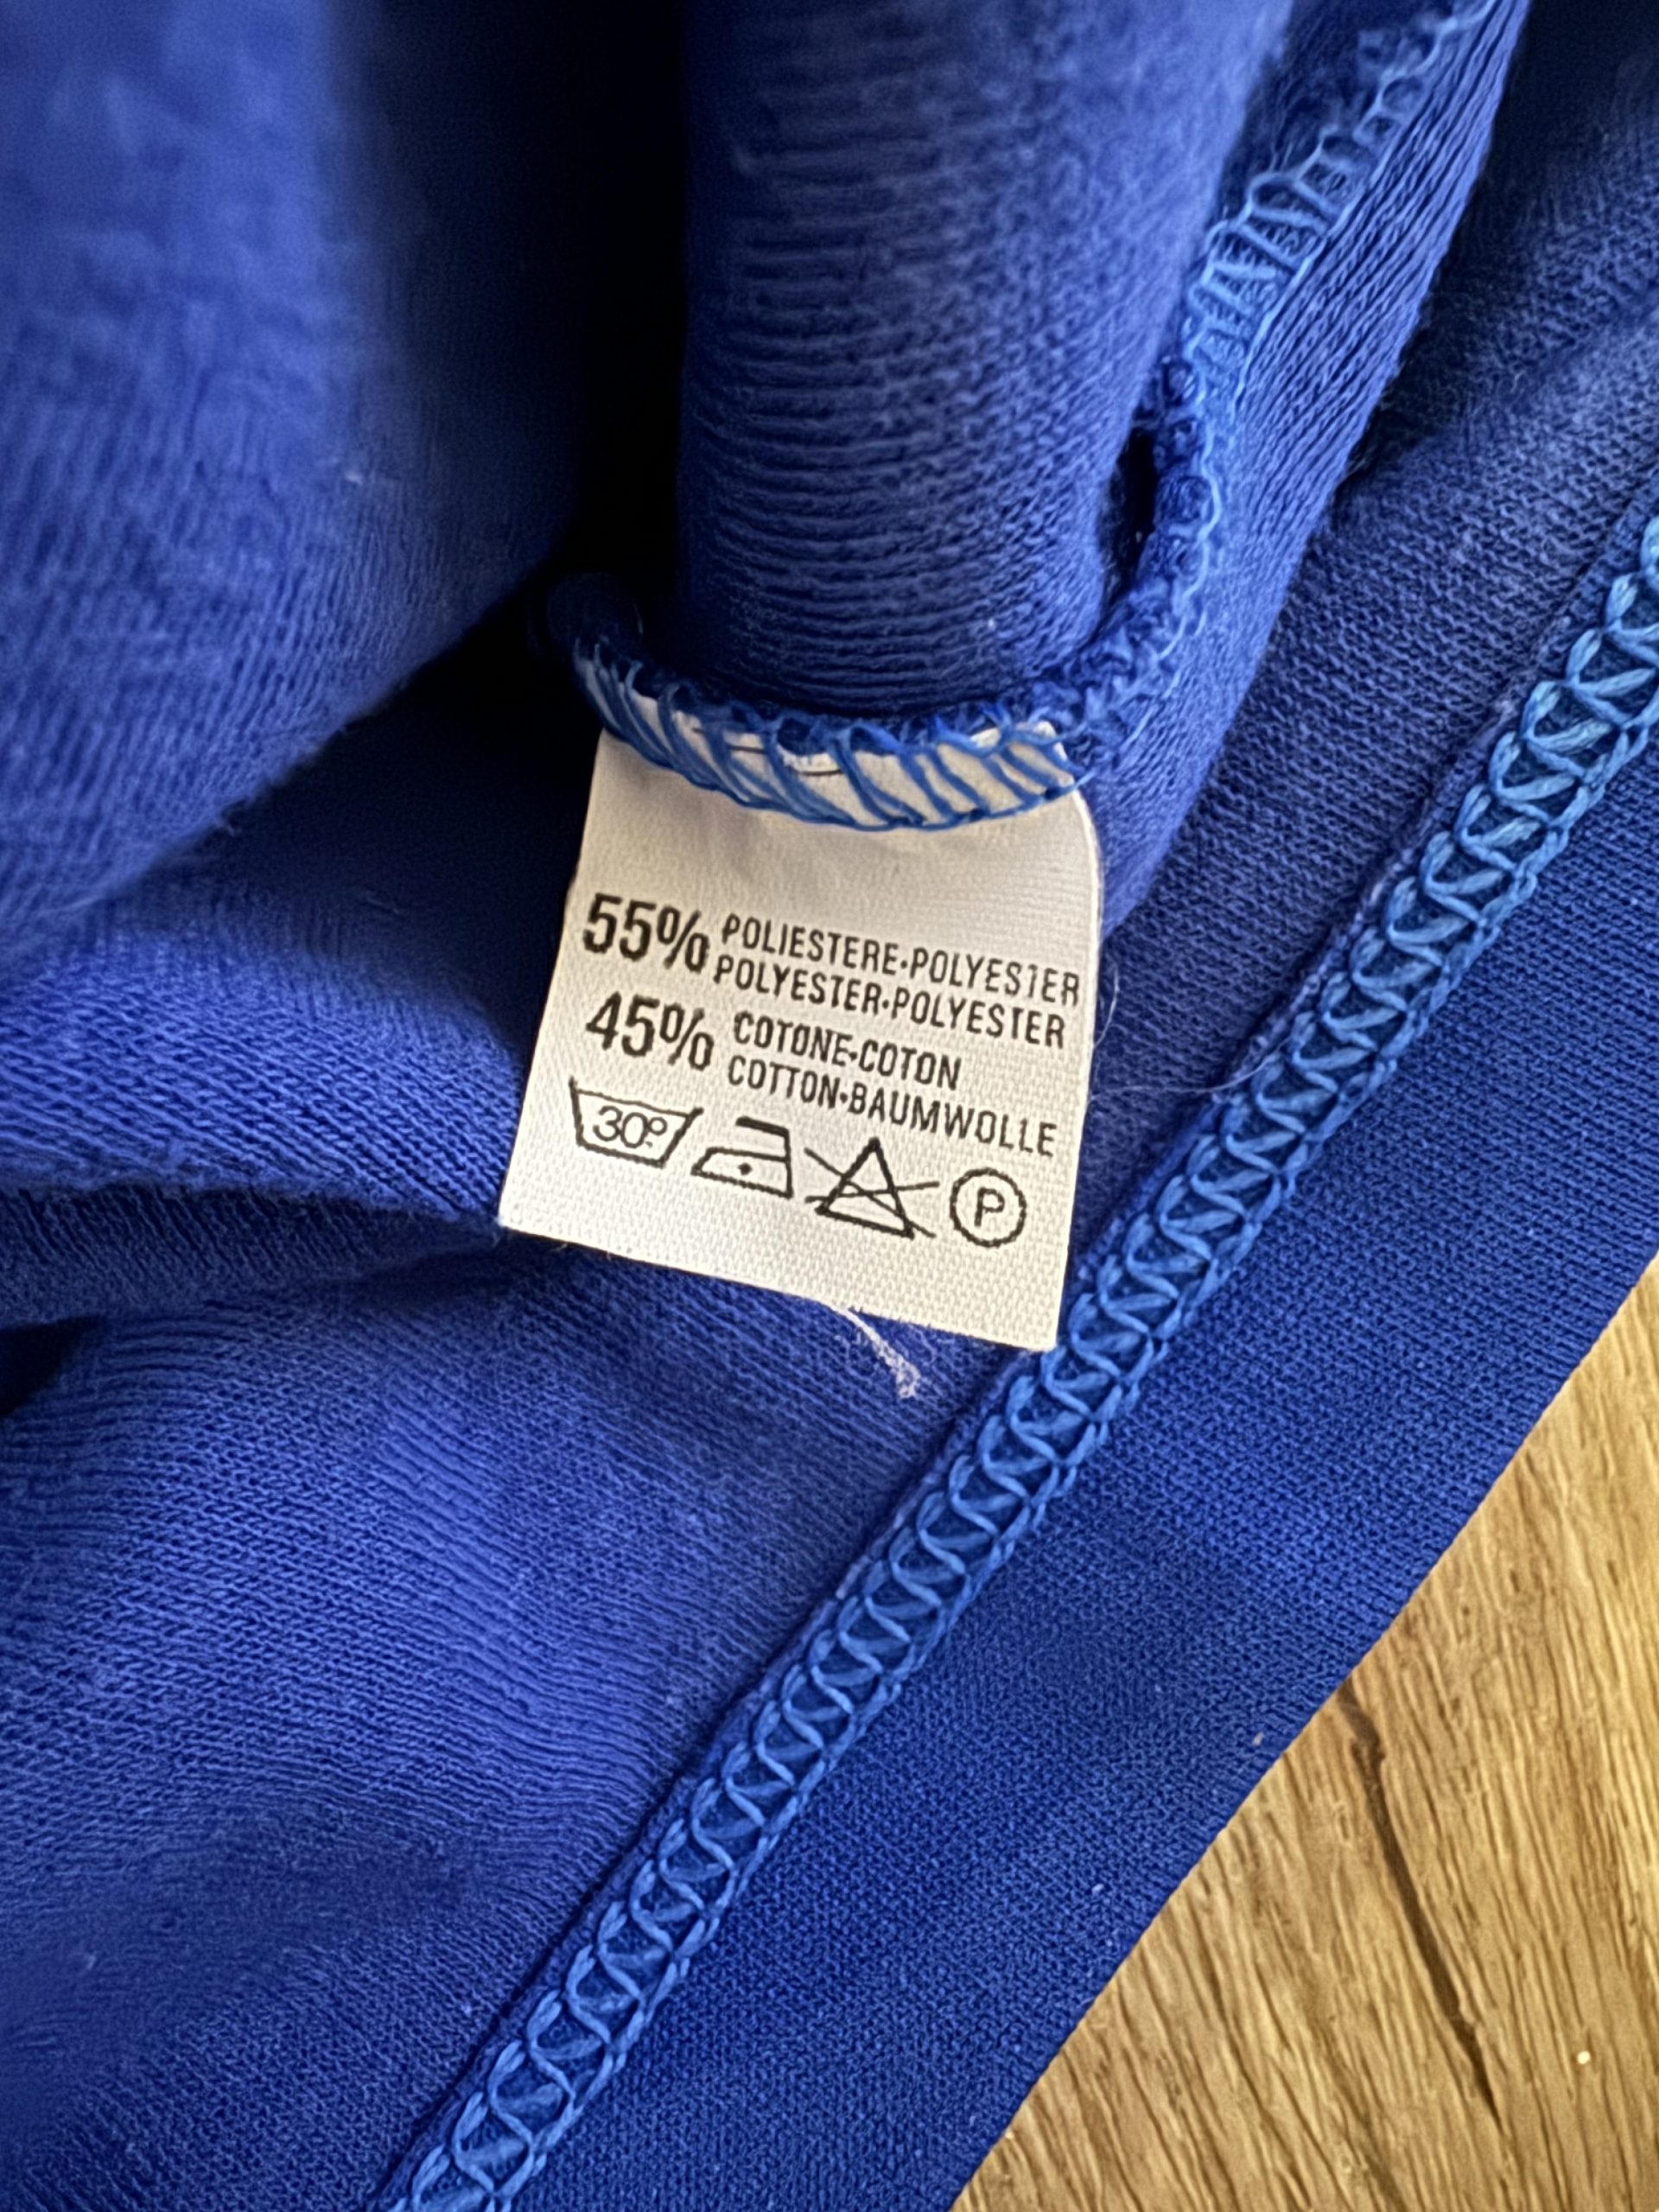 55% POLIESTERE·POLYESTER
POLYESTER·POLYESTER
45% COTONE·COTON
COTTON·BAUMWOLLE
30° P